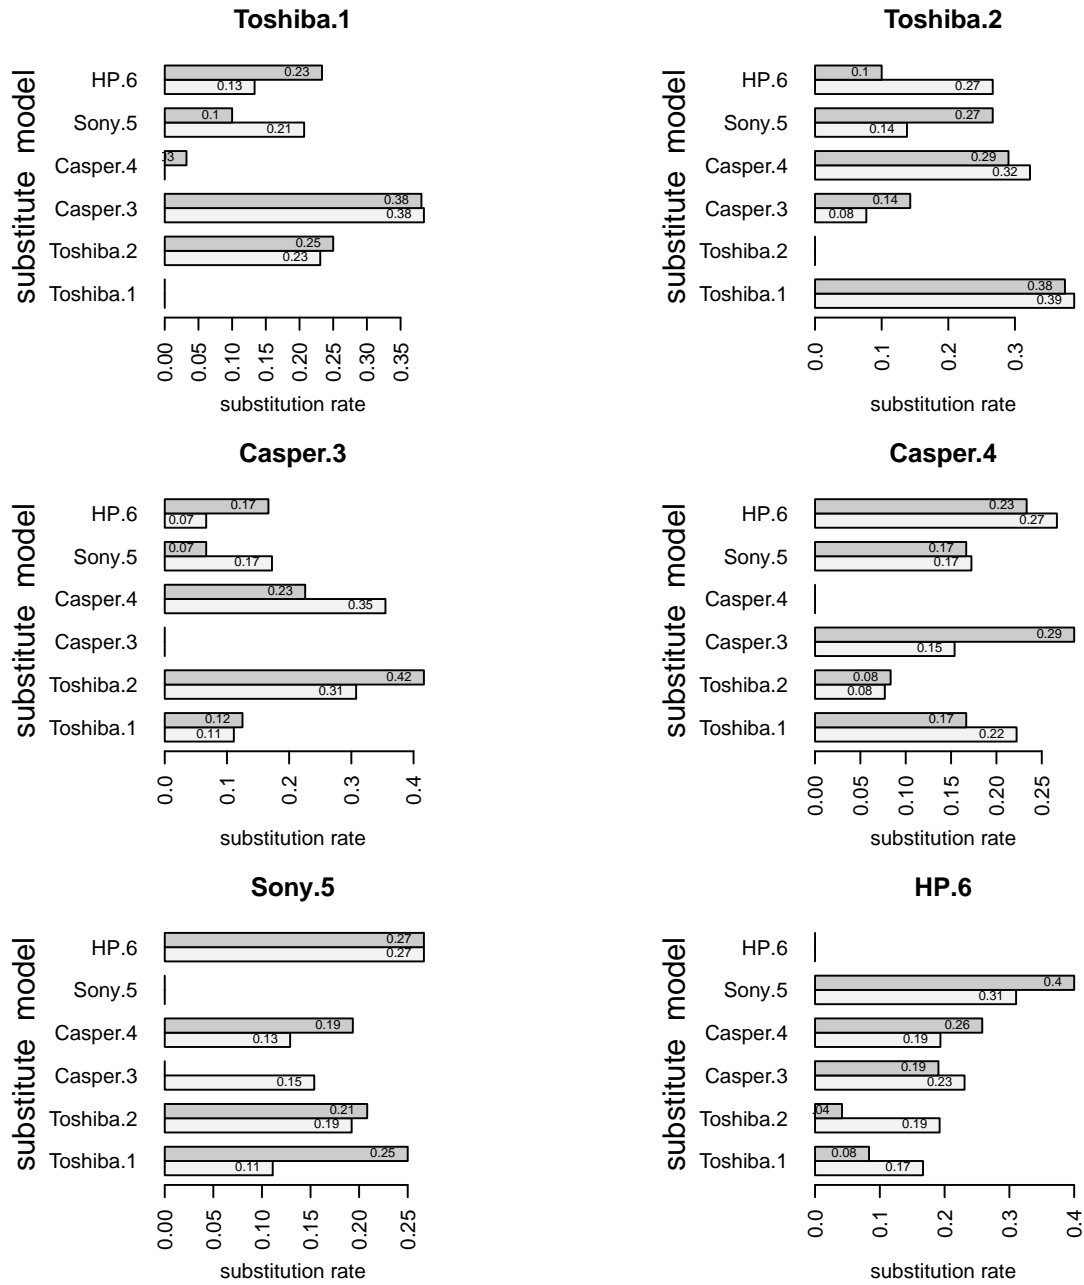 Toshiba.1
substitute model
HP.6
0.23
0.13
Sony.5
0.1
0.21
Casper.4
Casper.3
0.38
0.38
Toshiba.2
0.25
0.23
Toshiba.1
0.00 0.05 0.10 0.15 0.20 0.25 0.30 0.35
substitution rate
Toshiba.2
substitute model
HP.6
0.1
0.27
Sony.5
0.27
0.14
Casper.4
0.29
0.32
Casper.3
0.14
0.08
Toshiba.2
Toshiba.1
0.38
0.39
0.0 0.1 0.2 0.3
substitution rate
Casper.3
substitute model
HP.6
0.17
0.07
Sony.5
0.07
0.17
Casper.4
0.23
0.35
Casper.3
Toshiba.2
0.42
0.31
Toshiba.1
0.12
0.11
0.0 0.1 0.2 0.3 0.4
substitution rate
Casper.4
substitute model
HP.6
0.23
0.27
Sony.5
0.17
0.17
Casper.4
Casper.3
0.29
0.15
Toshiba.2
0.08
0.08
Toshiba.1
0.17
0.22
0.00 0.05 0.10 0.15 0.20 0.25
substitution rate
Sony.5
substitute model
HP.6
0.27
0.27
Sony.5
Casper.4
0.19
0.13
Casper.3
0.15
Toshiba.2
0.21
0.19
Toshiba.1
0.25
0.11
0.00 0.05 0.10 0.15 0.20 0.25
substitution rate
HP.6
substitute model
HP.6
Sony.5
0.4
0.31
Casper.4
0.26
0.19
Casper.3
0.19
0.23
Toshiba.2
.04
0.19
Toshiba.1
0.08
0.17
0.0 0.1 0.2 0.3 0.4
substitution rate